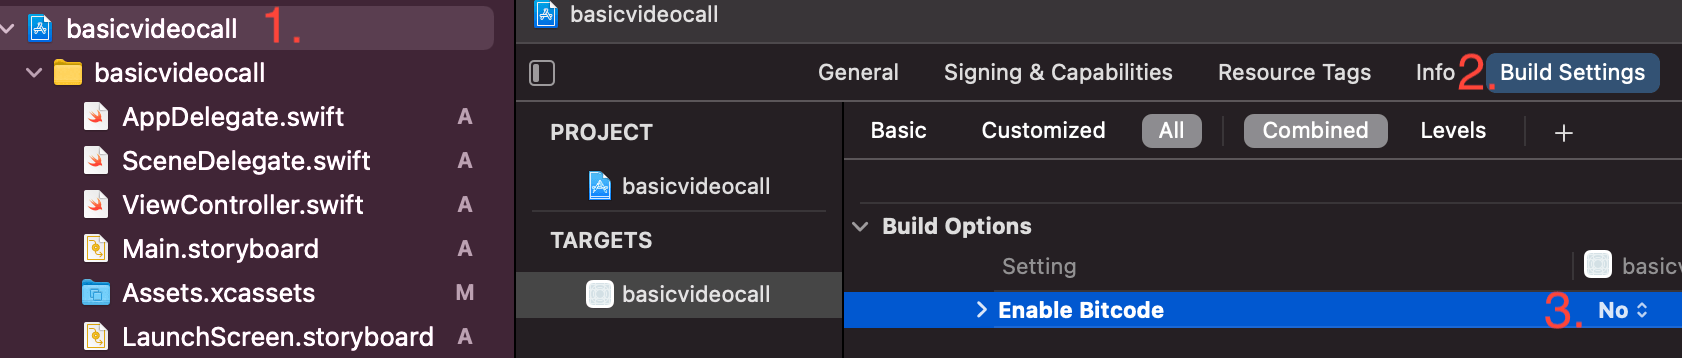 basicvideocall 1.
basicvideocall
AppDelegate.swift A
SceneDelegate.swift A
ViewController.swift A
Main.storyboard A
Assets.xcassets M
LaunchScreen.storyboard A
basicvideocall
General Signing & Capabilities Resource Tags Info 2. Build Settings
PROJECT
basicvideocall
TARGETS
basicvideocall
Basic Customized All Combined Levels +
Build Options
Setting basicv
Enable Bitcode 3. No